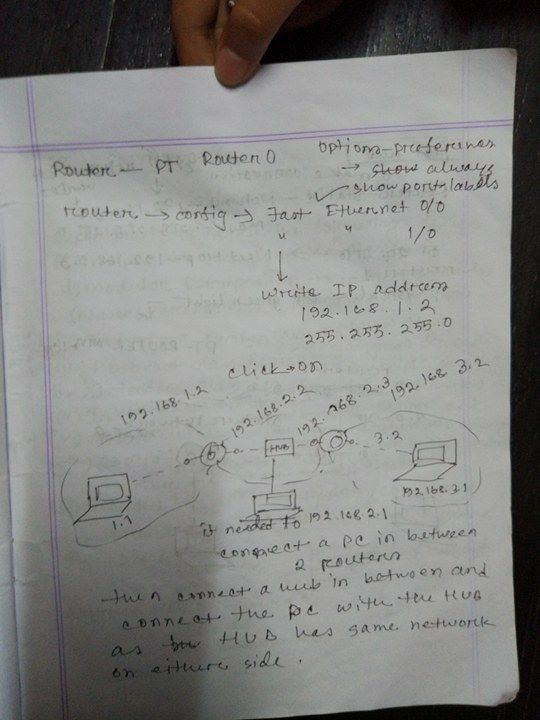 Router - PT Router 0
Options - preferences
→ show always
✓ show port labels
Router → config → Fast Ethernet 0/0
" " 1/0
↓
Write IP address
192.168.1.2
255.255.255.0
click → on
192.168.1.2
192.168.2.2
192.168.2.3
192.168.3.2
HUB
3.2
1.1
192.168.3.1
if needed to 192.168.2.1
connect a PC in between
2 routers
then connect a hub in between and
connect the pc with the HUB
as HUB has same network
on either side.